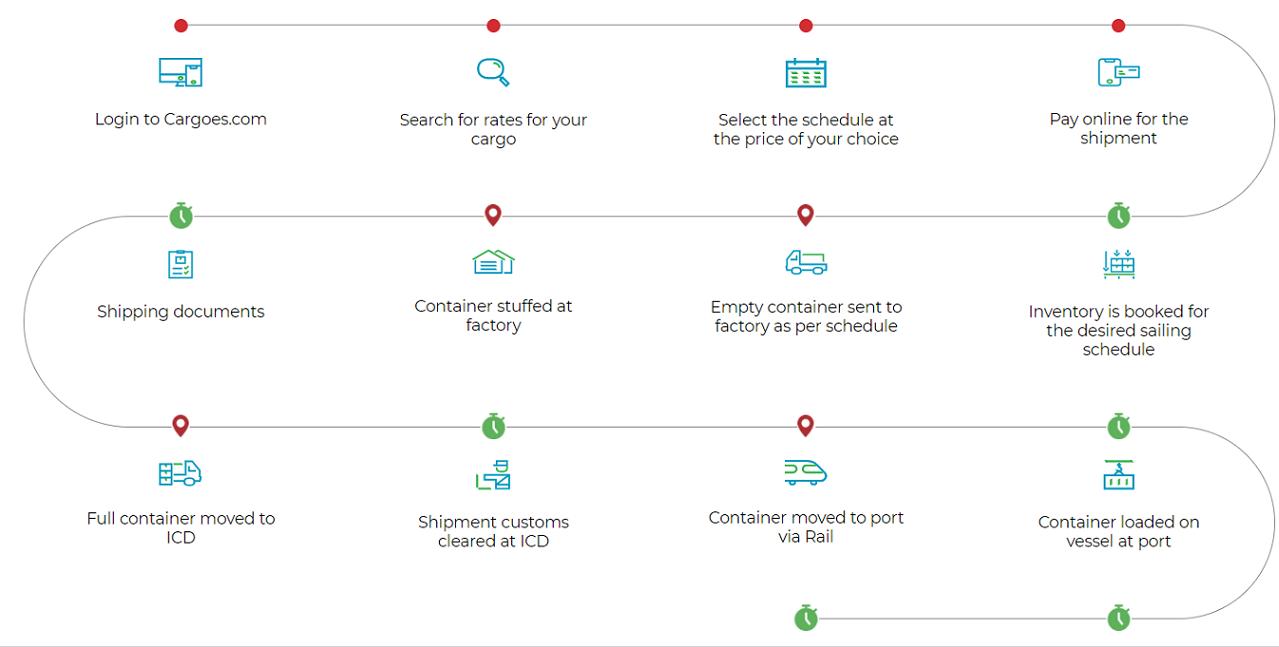 Login to Cargoes.com
Search for rates for your
cargo
Select the schedule at
the price of your choice
Pay online for the
shipment
Shipping documents
Container stuffed at
factory
Empty container sent to
factory as per schedule
Inventory is booked for
the desired sailing
schedule
Full container moved to
ICD
Shipment customs
cleared at ICD
Container moved to port
via Rail
Container loaded on
vessel at port